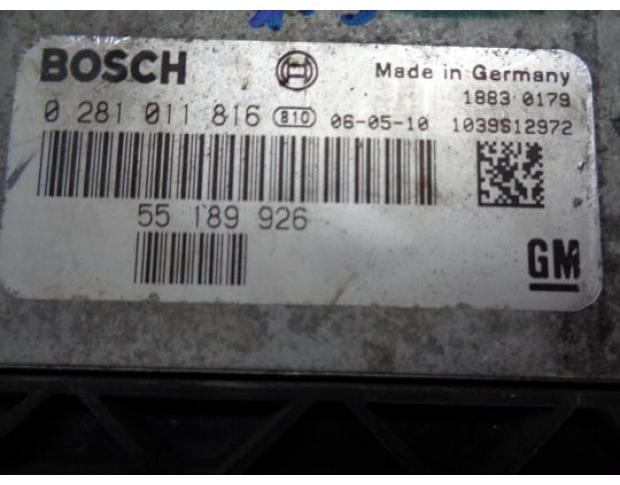 BOSCH
Made in Germany
1883 0179
0 281 011 816 810 06-05-10 1039S12972
55 189 926
GM